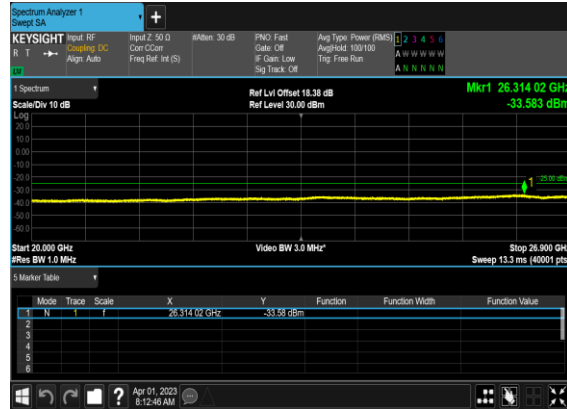 Spectrum Analyzer 1
Swept SA
+
KEYSIGHT Input: RF Input Z: 50 Ω #Atten: 30 dB PNO: Fast Avg Type: Power (RMS) 1 2 3 4 5 6
R T Coupling: DC Corr CCorr Gate: Off Avg|Hold: 100/100 A W W W W W
Align: Auto Freq Ref: Int (S) IF Gain: Low Trig: Free Run
Sig Track: Off A N N N N N
1 Spectrum
Ref Lvl Offset 18.38 dB Mkr1 26.314 02 GHz
Scale/Div 10 dB Ref Level 30.00 dBm -33.583 dBm
Log
20.0
10.0
0.00
-10.0
-20.0
1 -25.00 dBm
-30.0
-40.0
-50.0
-60.0
Start 20.000 GHz Video BW 3.0 MHz* Stop 26.900 GHz
#Res BW 1.0 MHz Sweep 13.3 ms (40001 pts)
5 Marker Table
Mode Trace Scale X Y Function Function Width Function Value
1 N 1 f 26.314 02 GHz -33.58 dBm
2
3
4
5
6
? Apr 01, 2023
8:12:46 AM